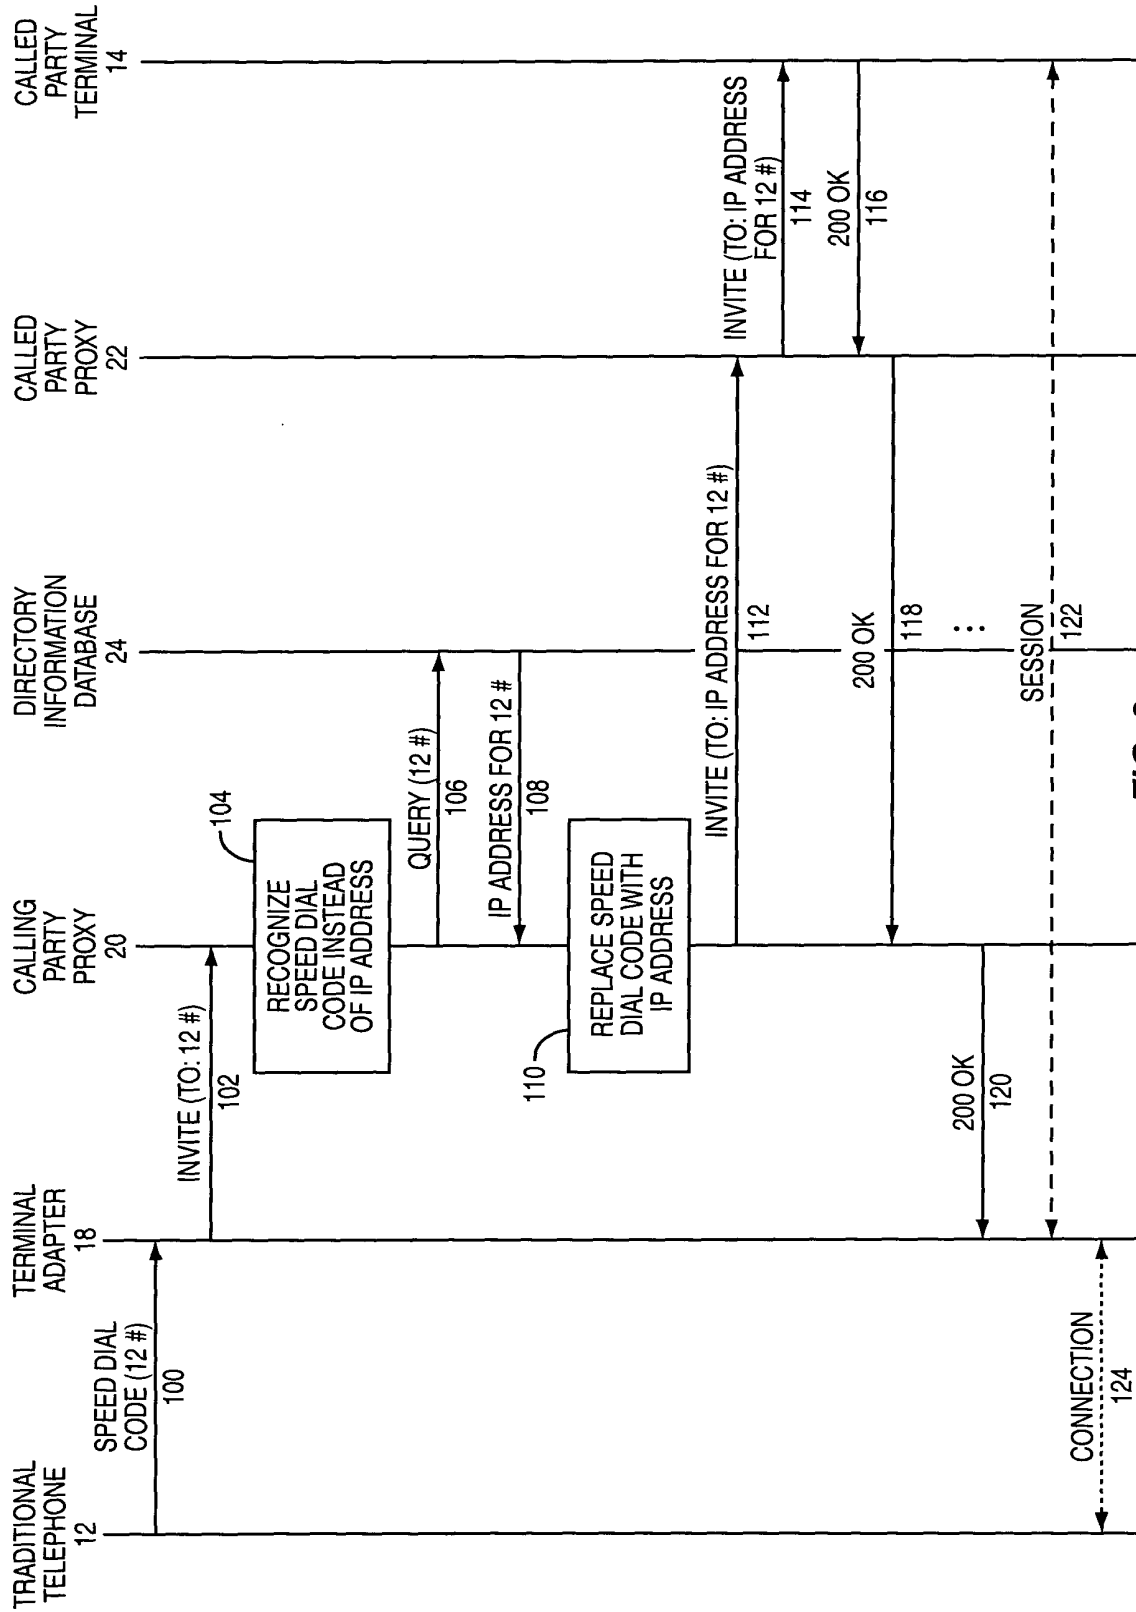 TRADITIONAL
TELEPHONE
12
TERMINAL
ADAPTER
18
CALLING
PARTY
PROXY
20
DIRECTORY
INFORMATION
DATABASE
24
CALLED
PARTY
PROXY
22
CALLED
PARTY
TERMINAL
14
SPEED DIAL
CODE (12 #)
100
INVITE (TO: 12 #)
102
104
RECOGNIZE
SPEED DIAL
CODE INSTEAD
OF IP ADDRESS
QUERY (12 #)
106
IP ADDRESS FOR 12 #
108
110
REPLACE SPEED
DIAL CODE WITH
IP ADDRESS
INVITE (TO: IP ADDRESS FOR 12 #)
112
INVITE (TO: IP ADDRESS
FOR 12 #)
114
200 OK
116
200 OK
118
200 OK
120
SESSION
122
CONNECTION
124